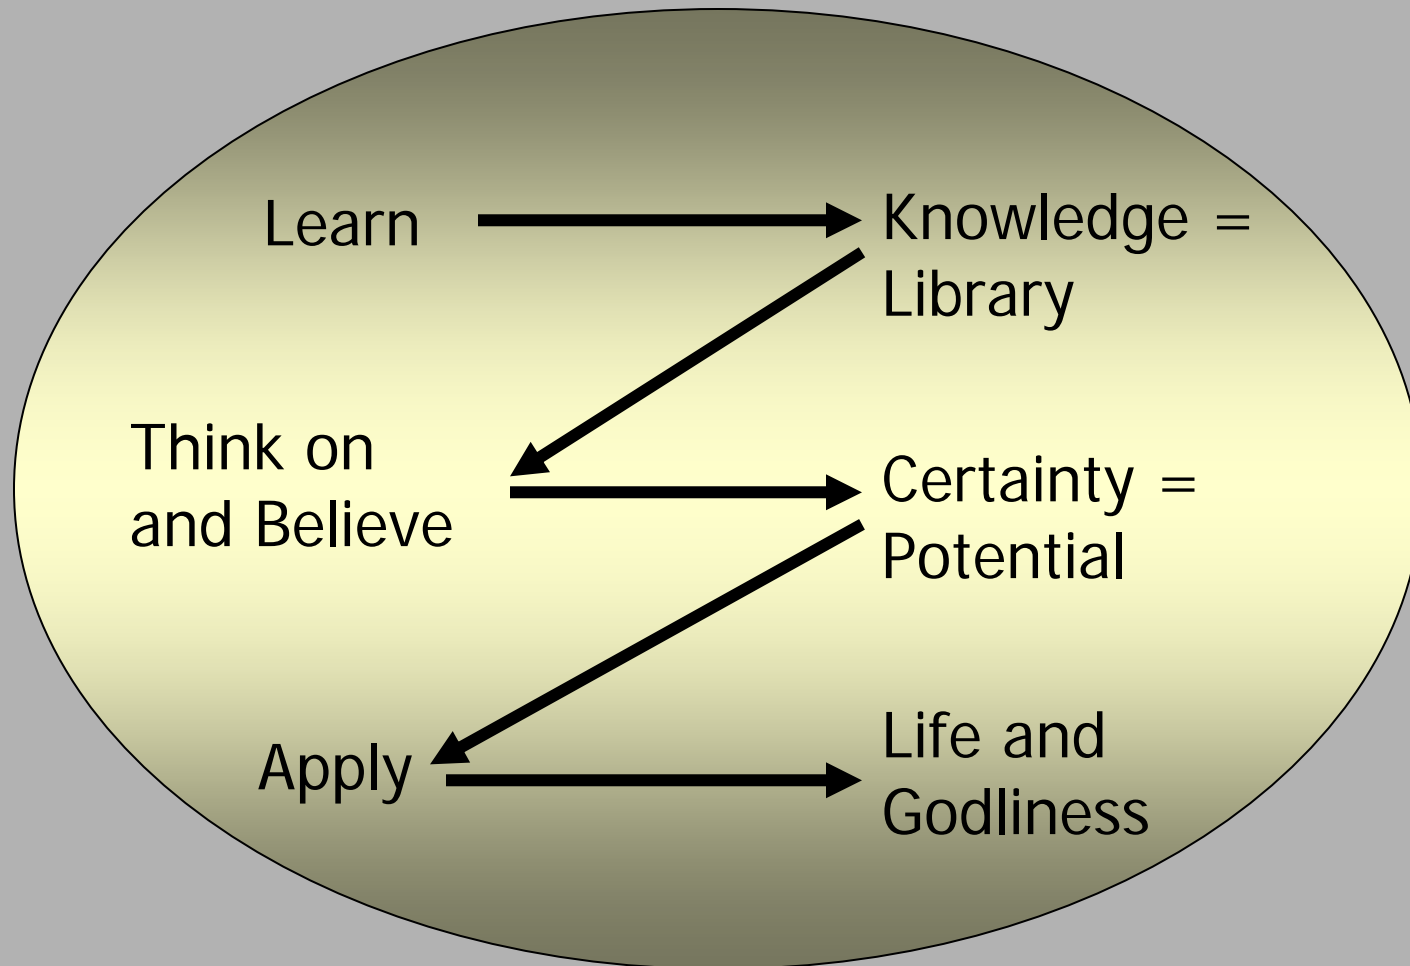 Learn
Knowledge =
Library
Think on
and Believe
Certainty =
Potential
Apply
Life and
Godliness